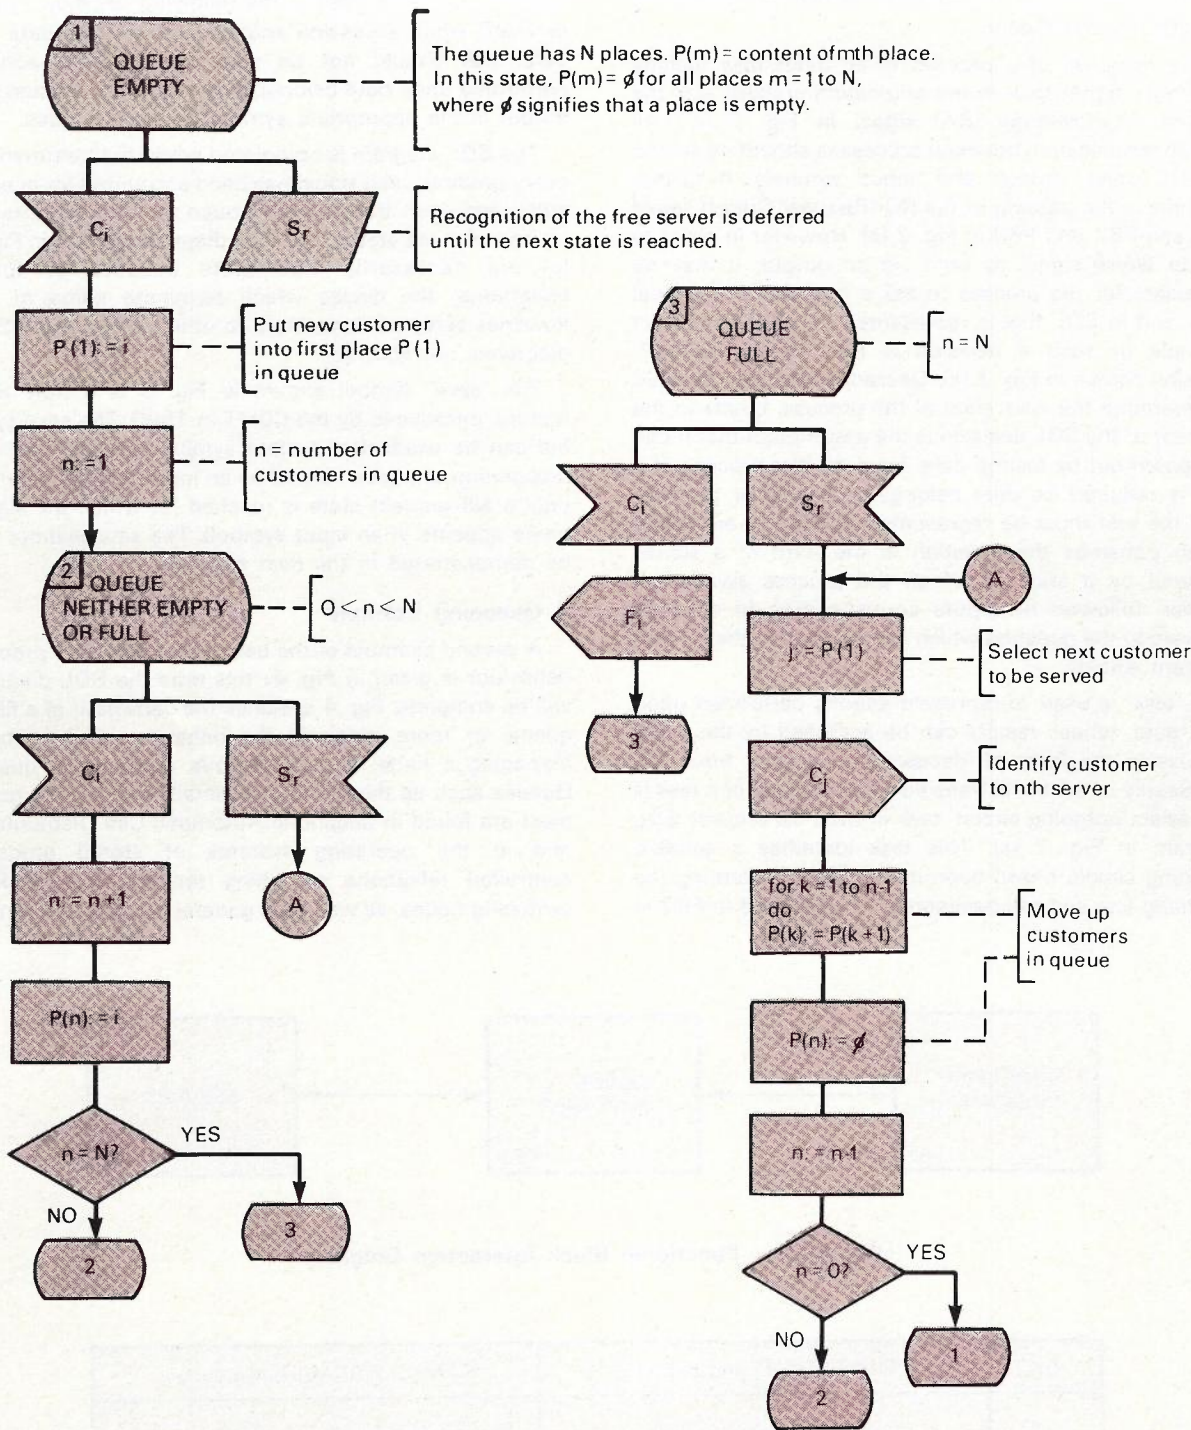 1
QUEUE
EMPTY
The queue has N places. P(m) = content ofmth place.
In this state, P(m) = ∅ for all places m = 1 to N,
where ∅ signifies that a place is empty.
Ci
Sr
Recognition of the free server is deferred
until the next state is reached.
P(1): = i
Put new customer
into first place P(1)
in queue
n: =1
n = number of
customers in queue
2
QUEUE
NEITHER EMPTY
OR FULL
O < n < N
Ci
Sr
n: = n+1
A
P(n): = i
n = N?
YES
NO
3
2
3
QUEUE
FULL
n = N
Ci
Sr
A
Fi
j: = P(1)
Select next customer
to be served
3
Cj
Identify customer
to nth server
for k = 1 to n-1
do
P(k): = P(k+1)
Move up
customers
in queue
P(n): = ∅
n: = n-1
n = O?
YES
NO
1
2